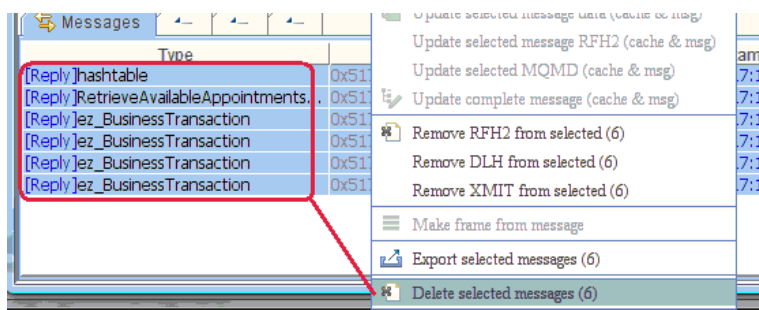 Messages
Update selected message data (cache & msg)
Update selected message RFH2 (cache & msg)
Type
[Reply]hashtable
Update selected MQMD (cache & msg)
[Reply]RetrieveAvailableAppointments...
Update complete message (cache & msg)
[Reply]ez_BusinessTransaction
[Reply]ez_BusinessTransaction
Remove RFH2 from selected (6)
[Reply]ez_BusinessTransaction
Remove DLH from selected (6)
[Reply]ez_BusinessTransaction
Remove XMIT from selected (6)
Make frame from message
Export selected messages (6)
Delete selected messages (6)